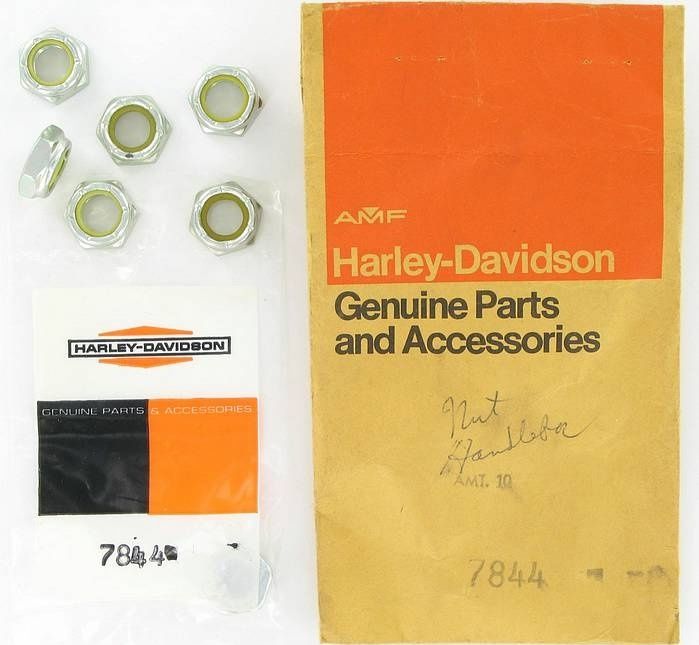 AMF
Harley-Davidson
Genuine Parts
and Accessories
Nut
Handlebar
AMT. 10
7844
HARLEY-DAVIDSON
GENUINE PARTS & ACCESSORIES
7844